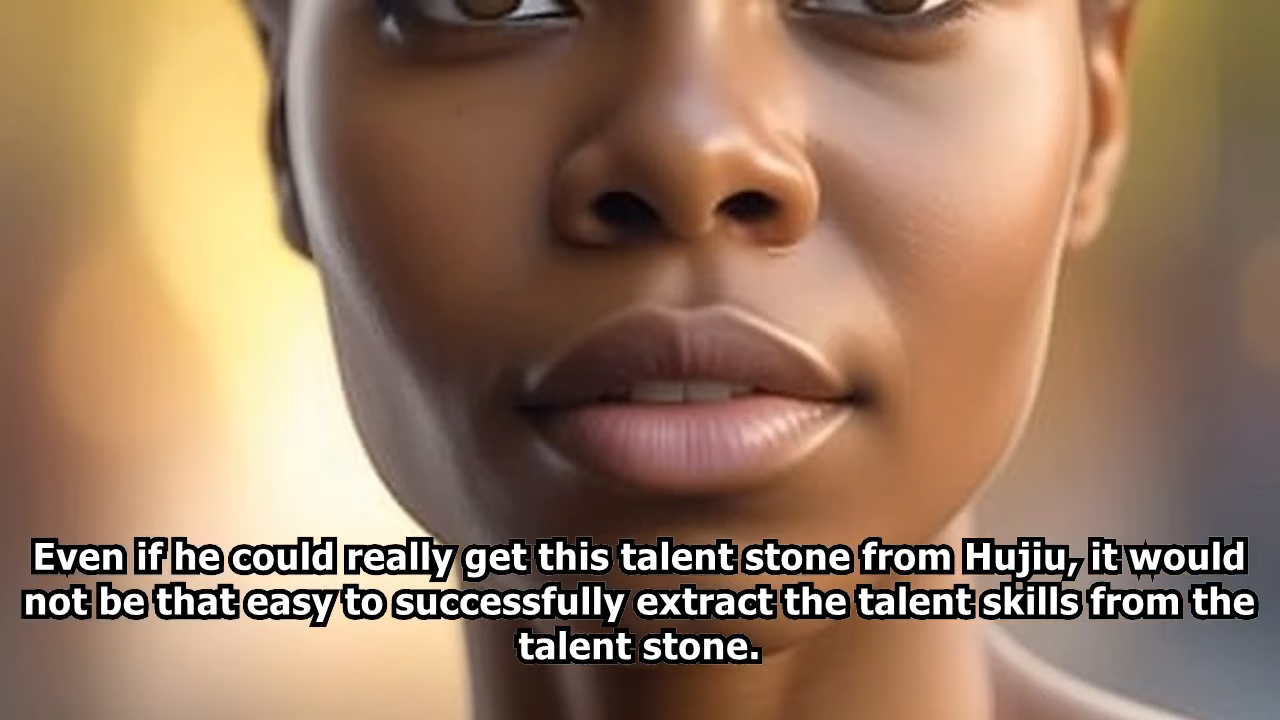 Even if he could really get this talent stone from Hujiu, it would
not be that easy to successfully extract the talent skills from the
talent stone.